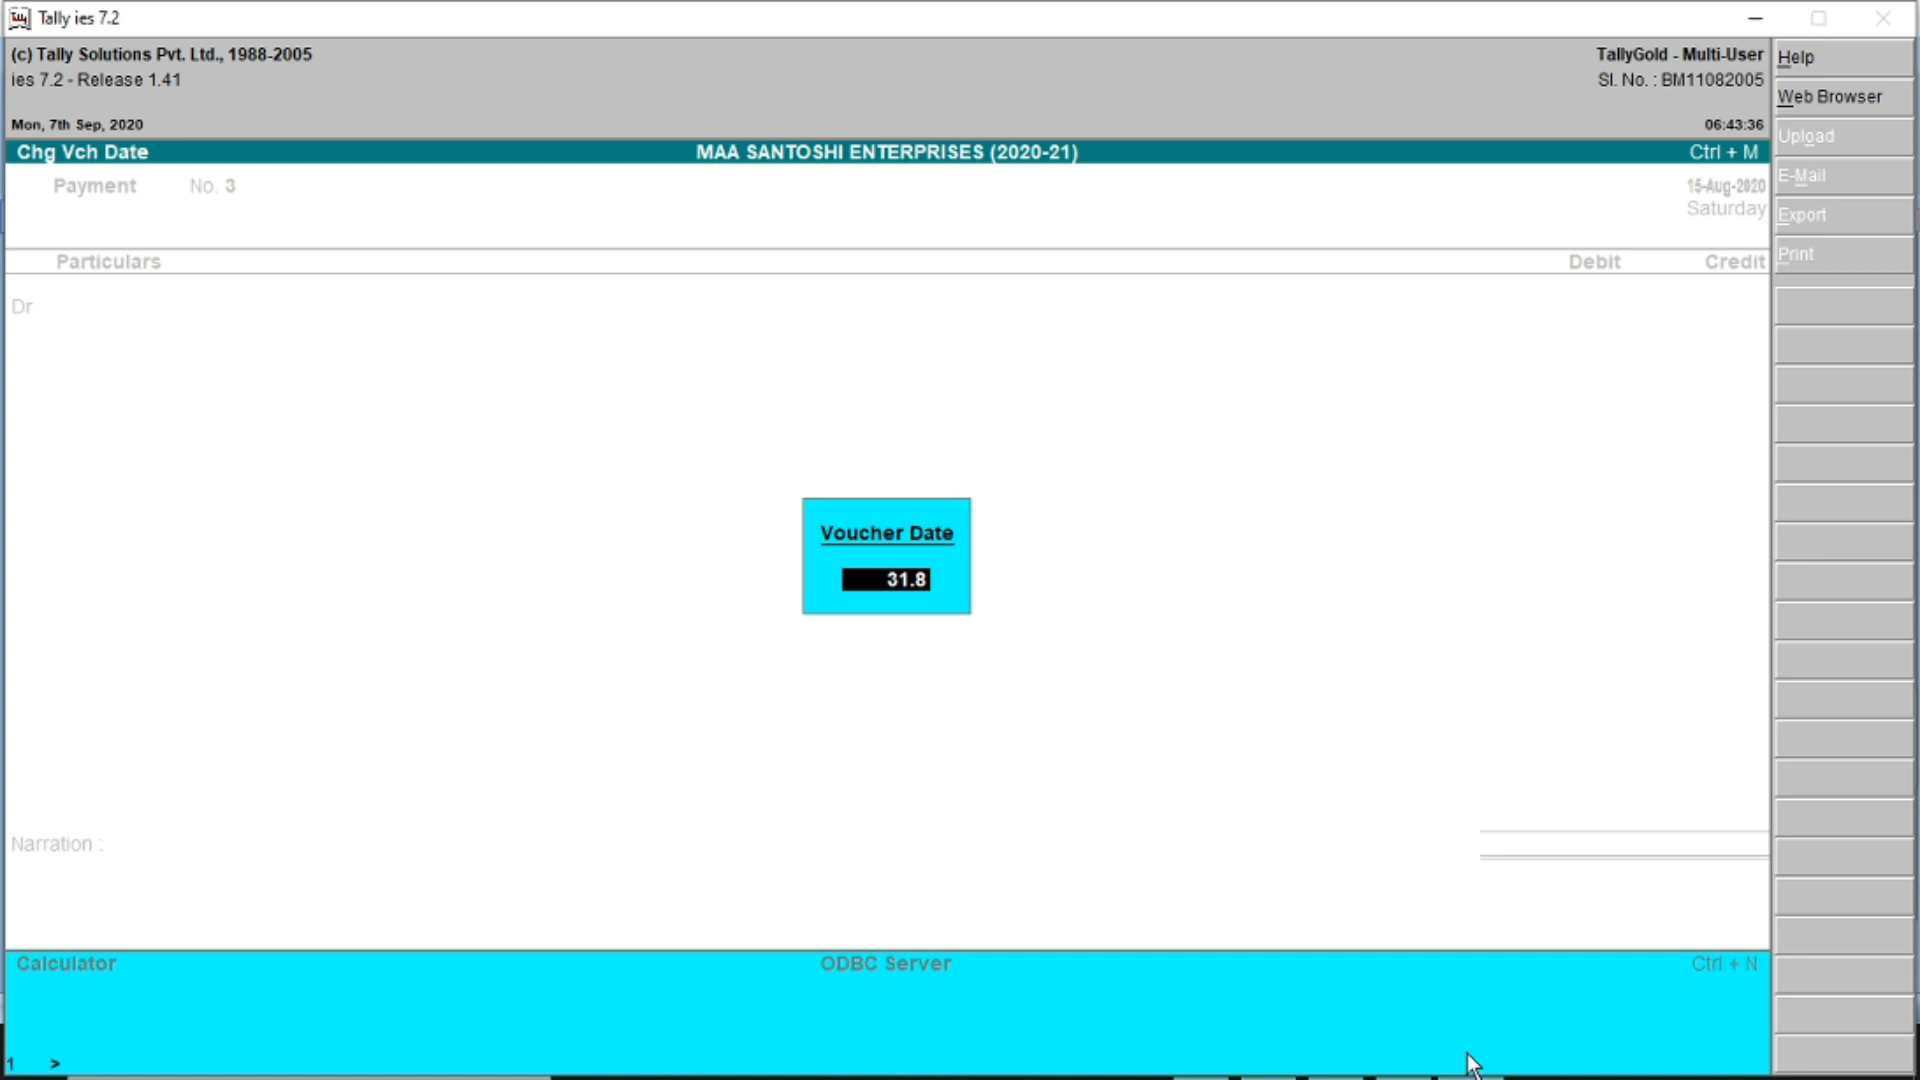 Tally ies 7.2
(c) Tally Solutions Pvt. Ltd., 1988-2005
TallyGold - Multi-User
ies 7.2 - Release 1.41
Sl. No. : BM11082005
Mon, 7th Sep, 2020
06:43:36
Chg Vch Date
MAA SANTOSHI ENTERPRISES (2020-21)
Ctrl + M
Payment
No. 3
15-Aug-2020
Saturday
Particulars
Debit
Credit
Dr
Voucher Date
31.8
Narration :
Calculator
ODBC Server
Ctrl + N
1 >
Help
Web Browser
Upload
E-Mail
Export
Print